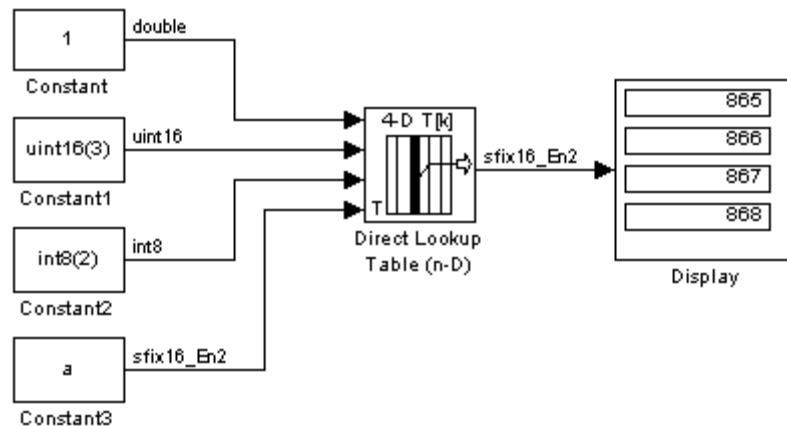 1
double
Constant
uint16(3)
uint16
Constant1
int8(2)
int8
Constant2
a
sfix16_En2
Constant3
4-D T[k]
T
Direct Lookup
Table (n-D)
sfix16_En2
865
866
867
868
Display